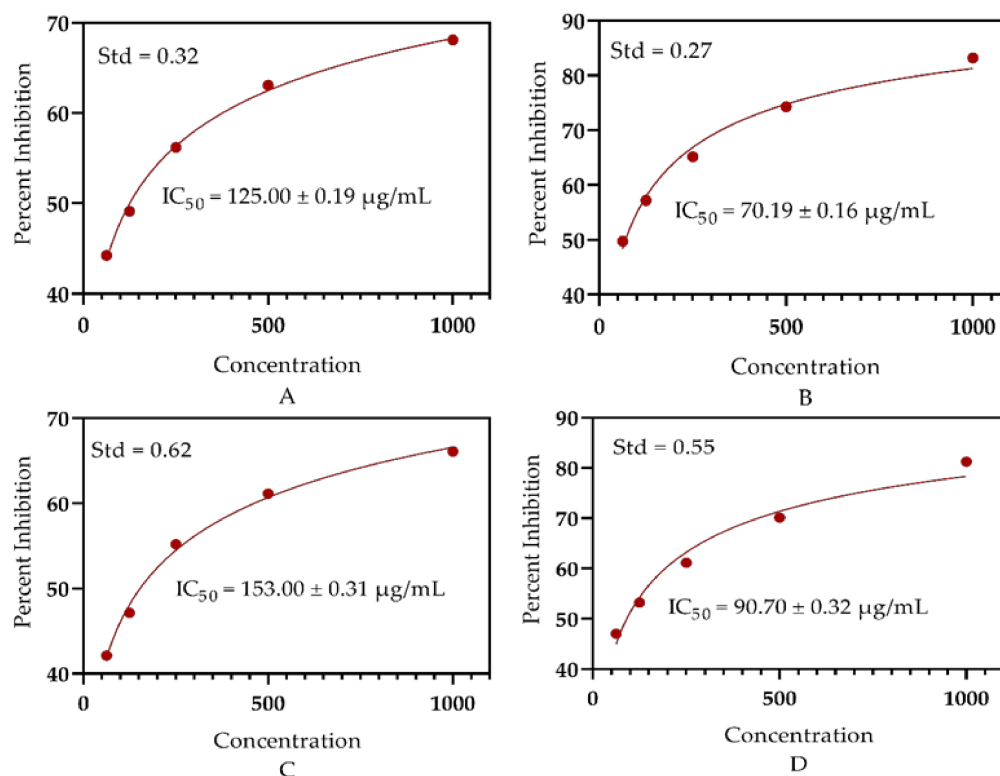 70
60
50
40
Percent Inhibition
Std = 0.32
IC50 = 125.00 ± 0.19 µg/mL
0
500
1000
Concentration
A
90
80
70
60
50
40
Percent Inhibition
Std = 0.27
IC50 = 70.19 ± 0.16 µg/mL
0
500
1000
Concentration
B
70
60
50
40
Percent Inhibition
Std = 0.62
IC50 = 153.00 ± 0.31 µg/mL
0
500
1000
Concentration
C
90
80
70
60
50
40
Percent Inhibition
Std = 0.55
IC50 = 90.70 ± 0.32 µg/mL
0
500
1000
Concentration
D